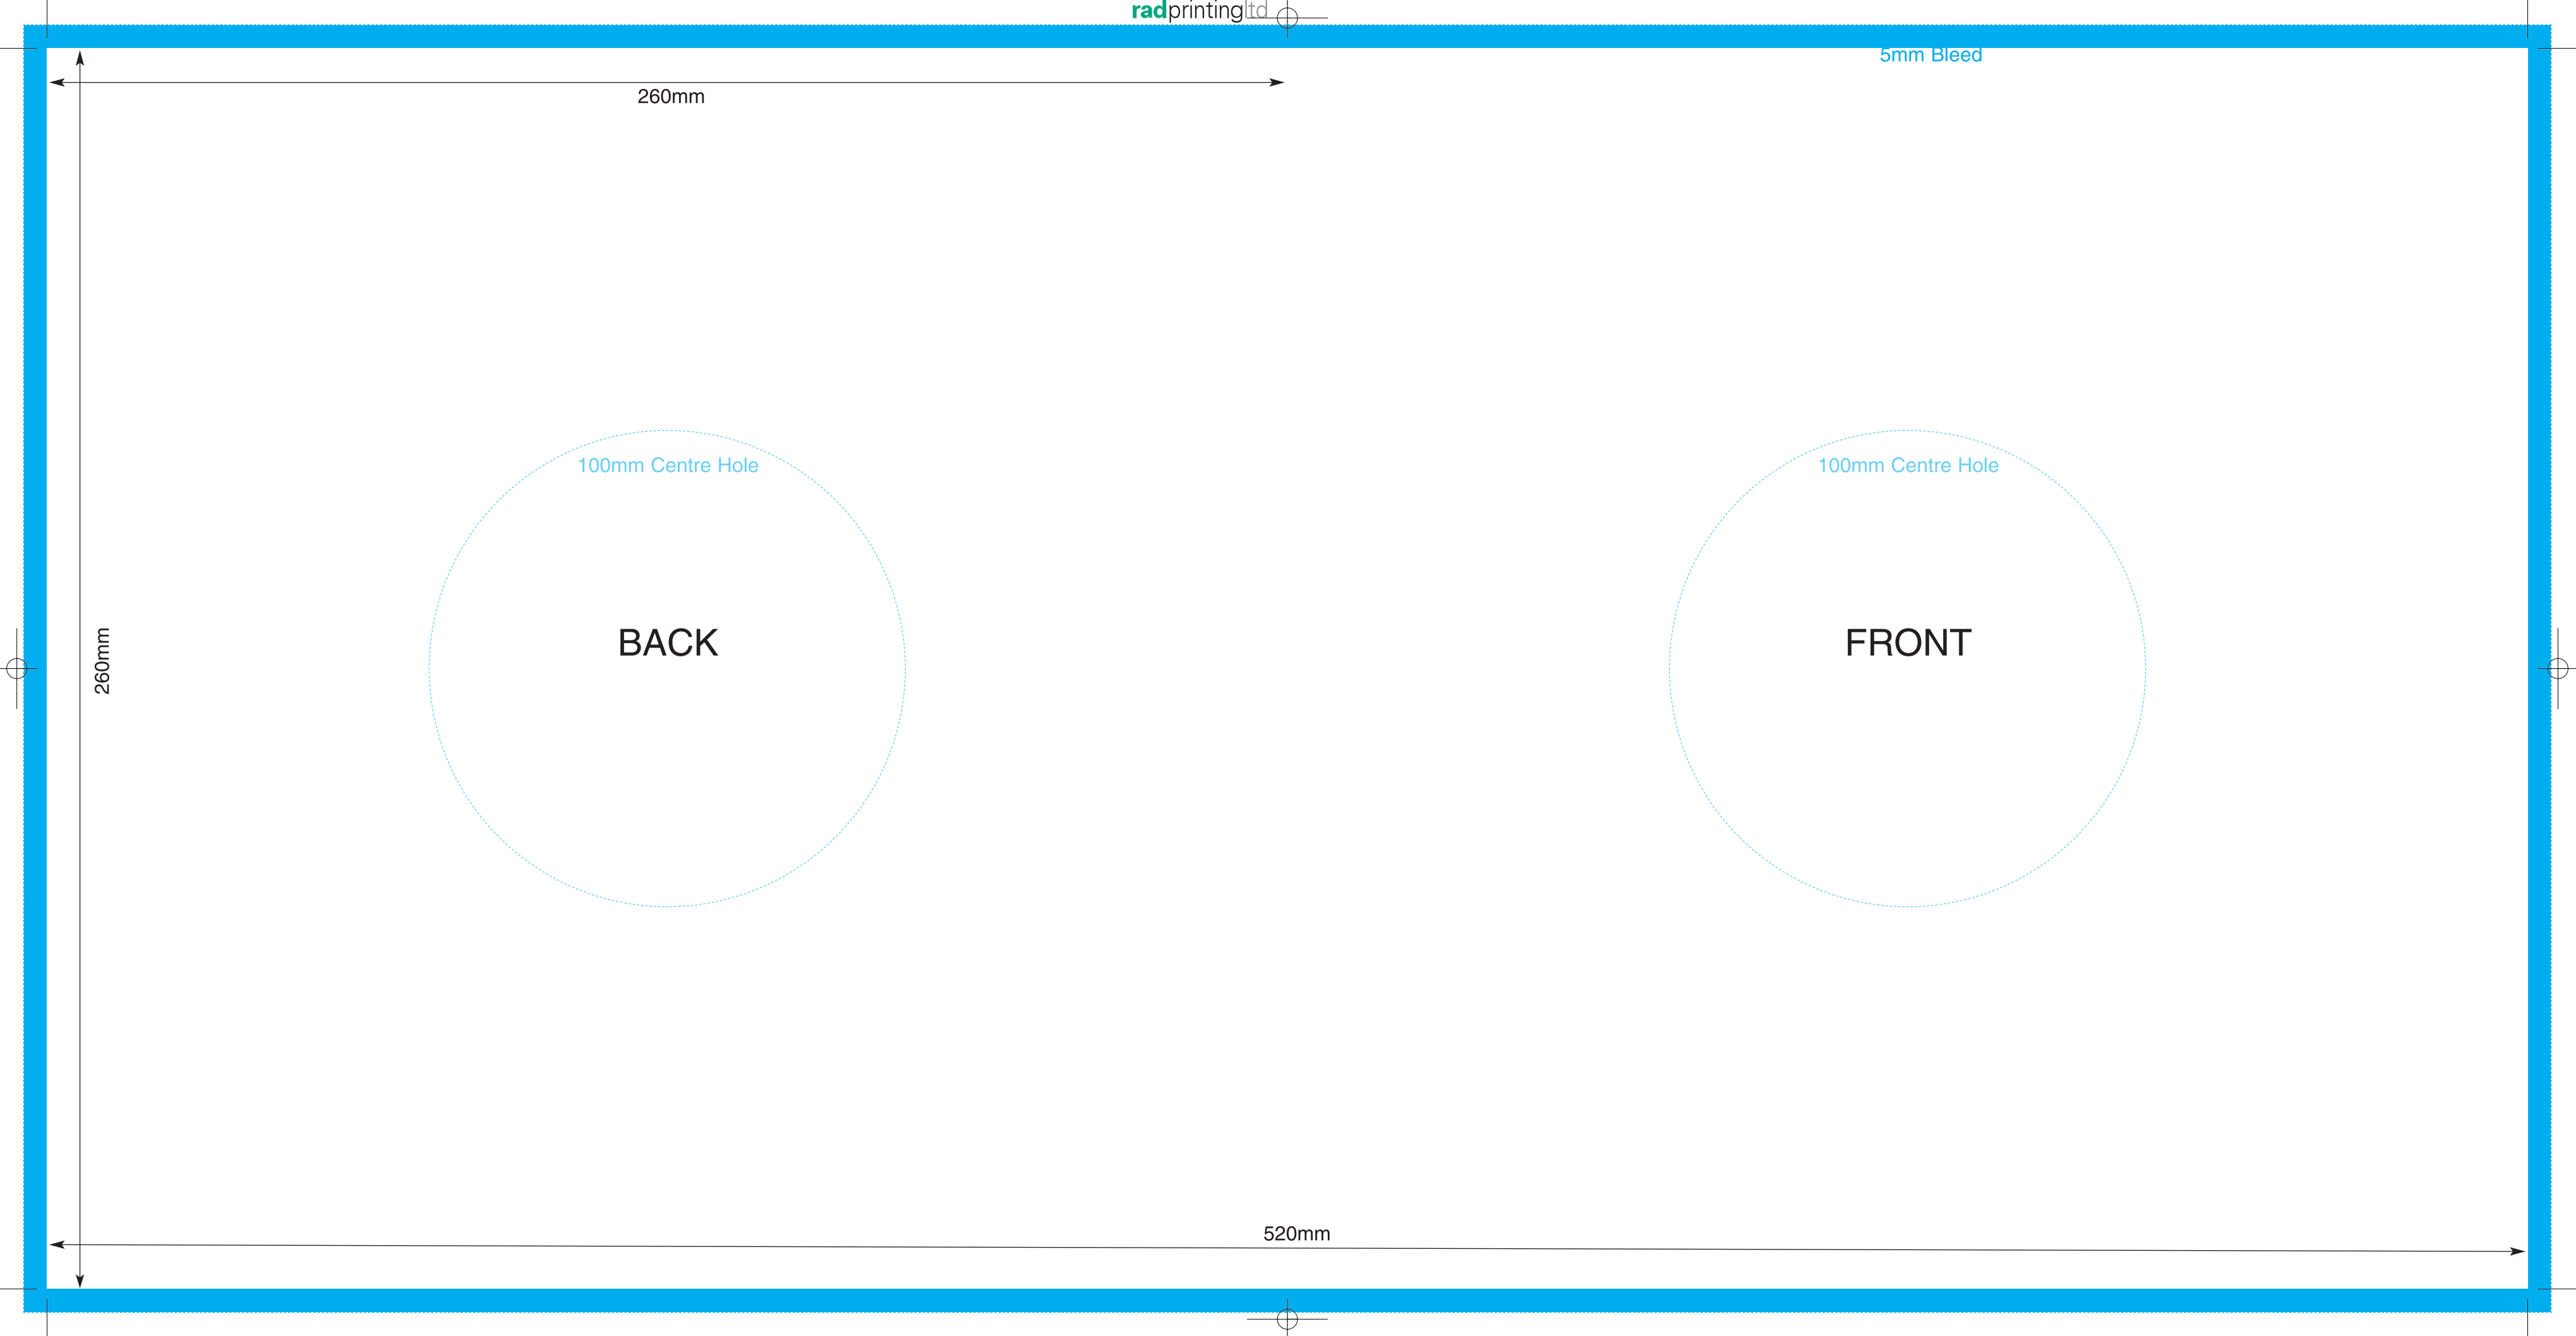 radprintingltd
5mm Bleed
260mm
100mm Centre Hole
100mm Centre Hole
BACK
FRONT
260mm
520mm